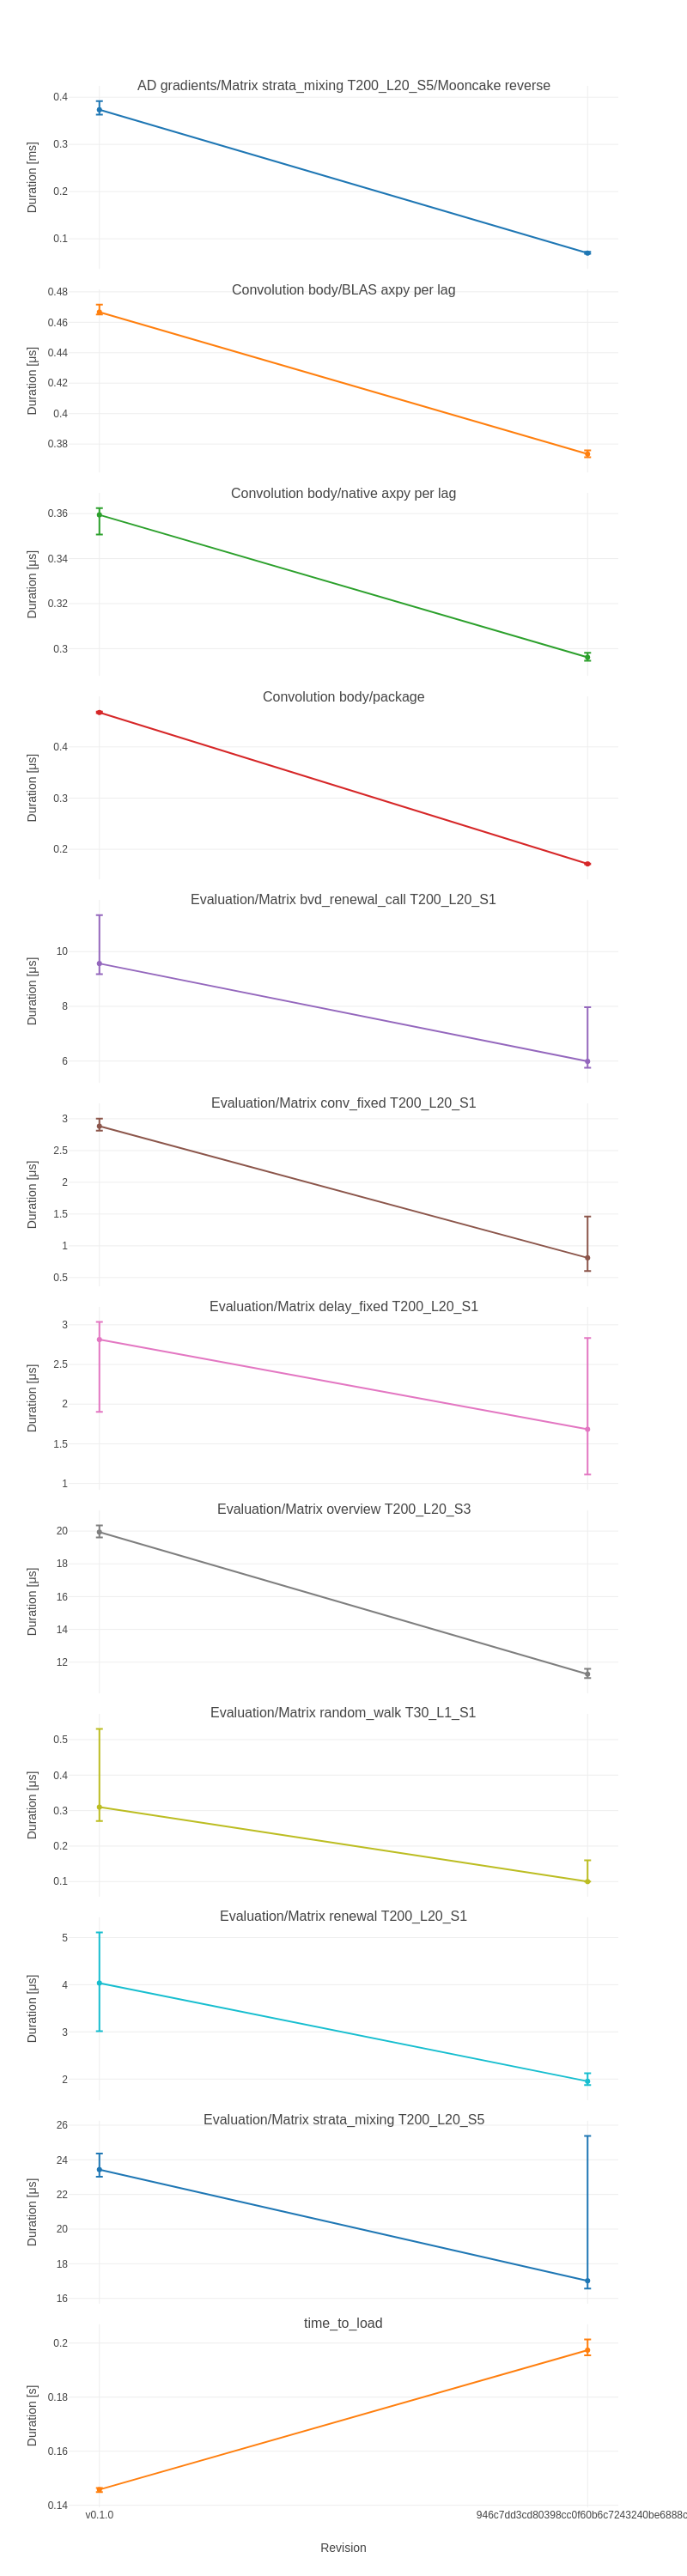 AD gradients/Matrix strata_mixing T200_L20_S5/Mooncake reverse
Duration [ms]
0.4
0.3
0.2
0.1
Convolution body/BLAS axpy per lag
Duration [μs]
0.48
0.46
0.44
0.42
0.4
0.38
Convolution body/native axpy per lag
Duration [μs]
0.36
0.34
0.32
0.3
Convolution body/package
Duration [μs]
0.4
0.3
0.2
Evaluation/Matrix bvd_renewal_call T200_L20_S1
Duration [μs]
10
8
6
Evaluation/Matrix conv_fixed T200_L20_S1
Duration [μs]
3
2.5
2
1.5
1
0.5
Evaluation/Matrix delay_fixed T200_L20_S1
Duration [μs]
3
2.5
2
1.5
1
Evaluation/Matrix overview T200_L20_S3
Duration [μs]
20
18
16
14
12
Evaluation/Matrix random_walk T30_L1_S1
Duration [μs]
0.5
0.4
0.3
0.2
0.1
Evaluation/Matrix renewal T200_L20_S1
Duration [μs]
5
4
3
2
Evaluation/Matrix strata_mixing T200_L20_S5
Duration [μs]
26
24
22
20
18
16
time_to_load
Duration [s]
0.2
0.18
0.16
0.14
v0.1.0
946c7dd3cd80398cc0f60b6c7243240be6888c
Revision